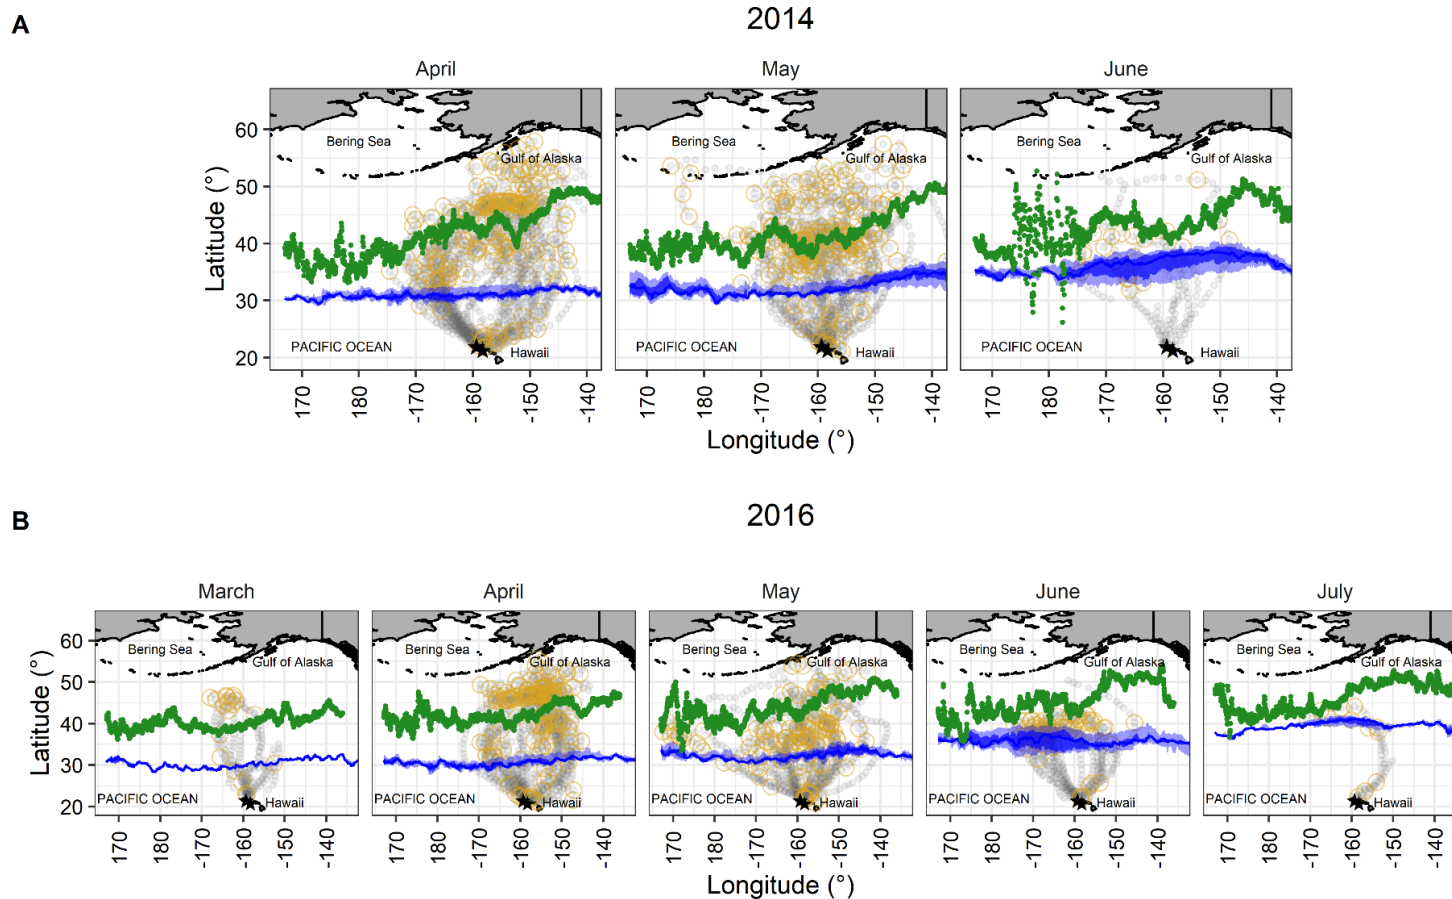 A
2014
April
May
June
Bering Sea
Gulf of Alaska
PACIFIC OCEAN
Hawaii
Bering Sea
Gulf of Alaska
PACIFIC OCEAN
Hawaii
Bering Sea
Gulf of Alaska
PACIFIC OCEAN
Hawaii
Latitude (°)
60
50
40
30
20
170
-180
-170
-160
-150
-140
170
-180
-170
-160
-150
-140
170
-180
-170
-160
-150
-140
Longitude (°)
B
2016
March
April
May
June
July
Bering Sea
Gulf of Alaska
PACIFIC OCEAN
Hawaii
Bering Sea
Gulf of Alaska
PACIFIC OCEAN
Hawaii
Bering Sea
Gulf of Alaska
PACIFIC OCEAN
Hawaii
Bering Sea
Gulf of Alaska
PACIFIC OCEAN
Hawaii
Bering Sea
Gulf of Alaska
PACIFIC OCEAN
Hawaii
Latitude (°)
60
50
40
30
20
170
-180
-170
-160
-150
-140
170
-180
-170
-160
-150
-140
170
-180
-170
-160
-150
-140
170
-180
-170
-160
-150
-140
170
-180
-170
-160
-150
-140
Longitude (°)